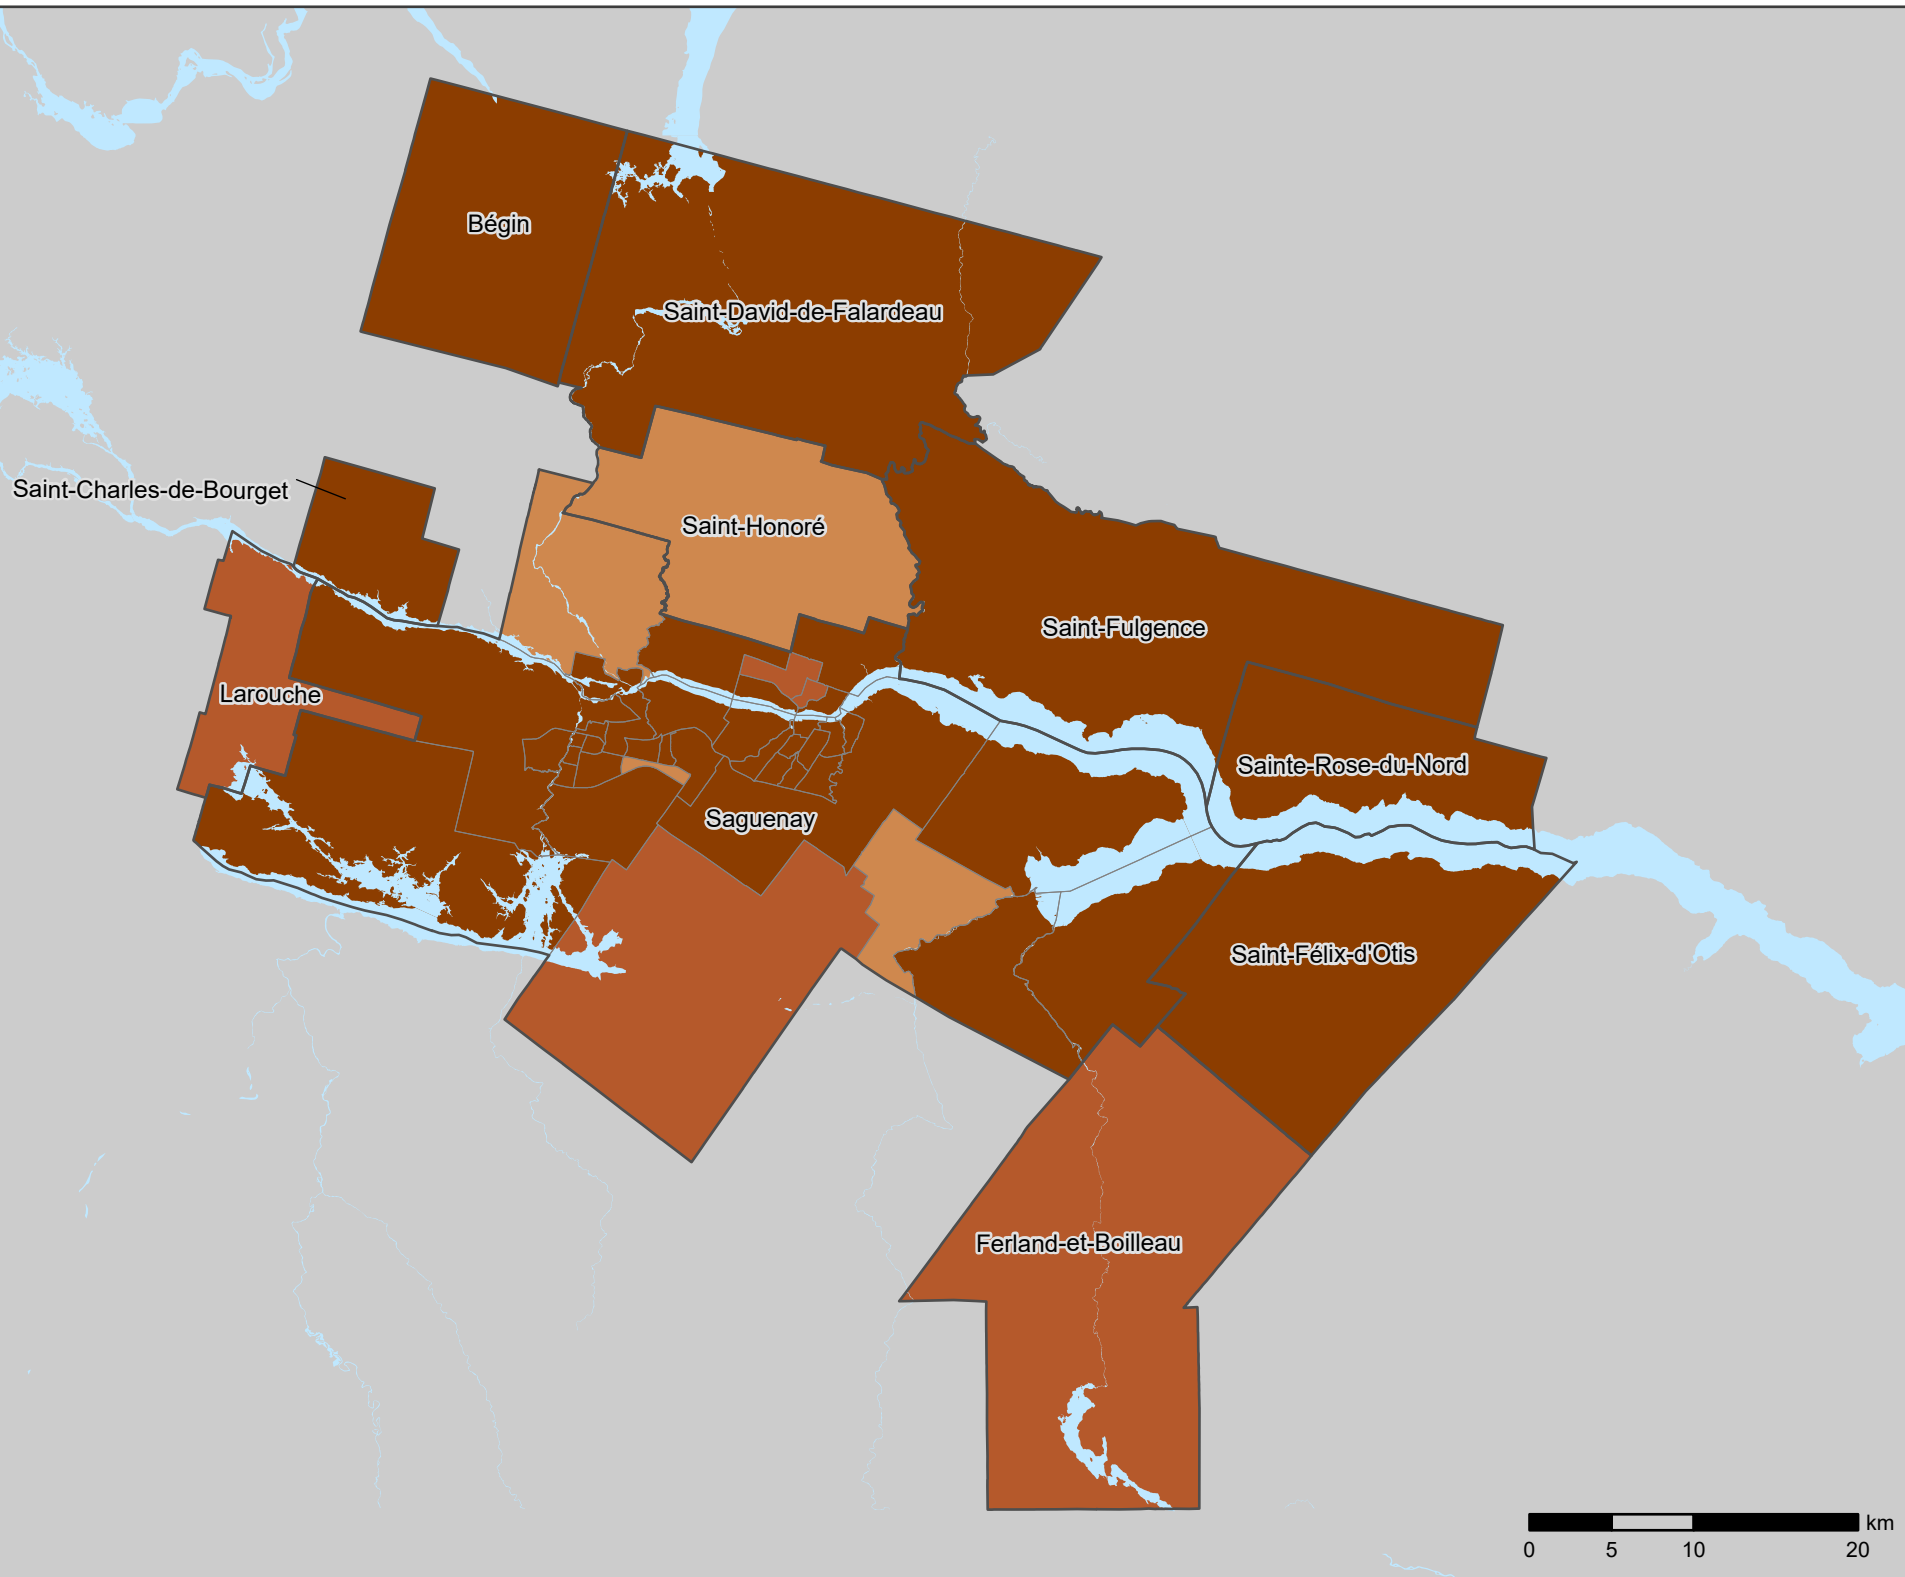 Bégin
Saint-David-de-Falardeau
Saint-Charles-de-Bourget
Saint-Honoré
Saint-Fulgence
Larouche
Sainte-Rose-du-Nord
Saguenay
Saint-Félix-d'Otis
Ferland-et-Boilleau
km
0 5 10 20